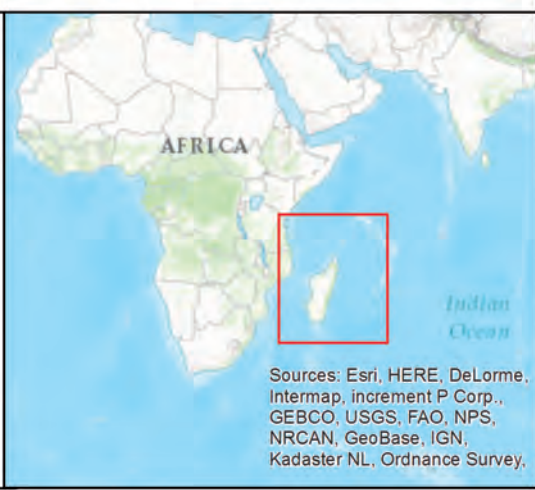 AFRICA
Indian
Ocean
Sources: Esri, HERE, DeLorme,
Intermap, increment P Corp.,
GEBCO, USGS, FAO, NPS,
NRCAN, GeoBase, IGN,
Kadaster NL, Ordnance Survey,